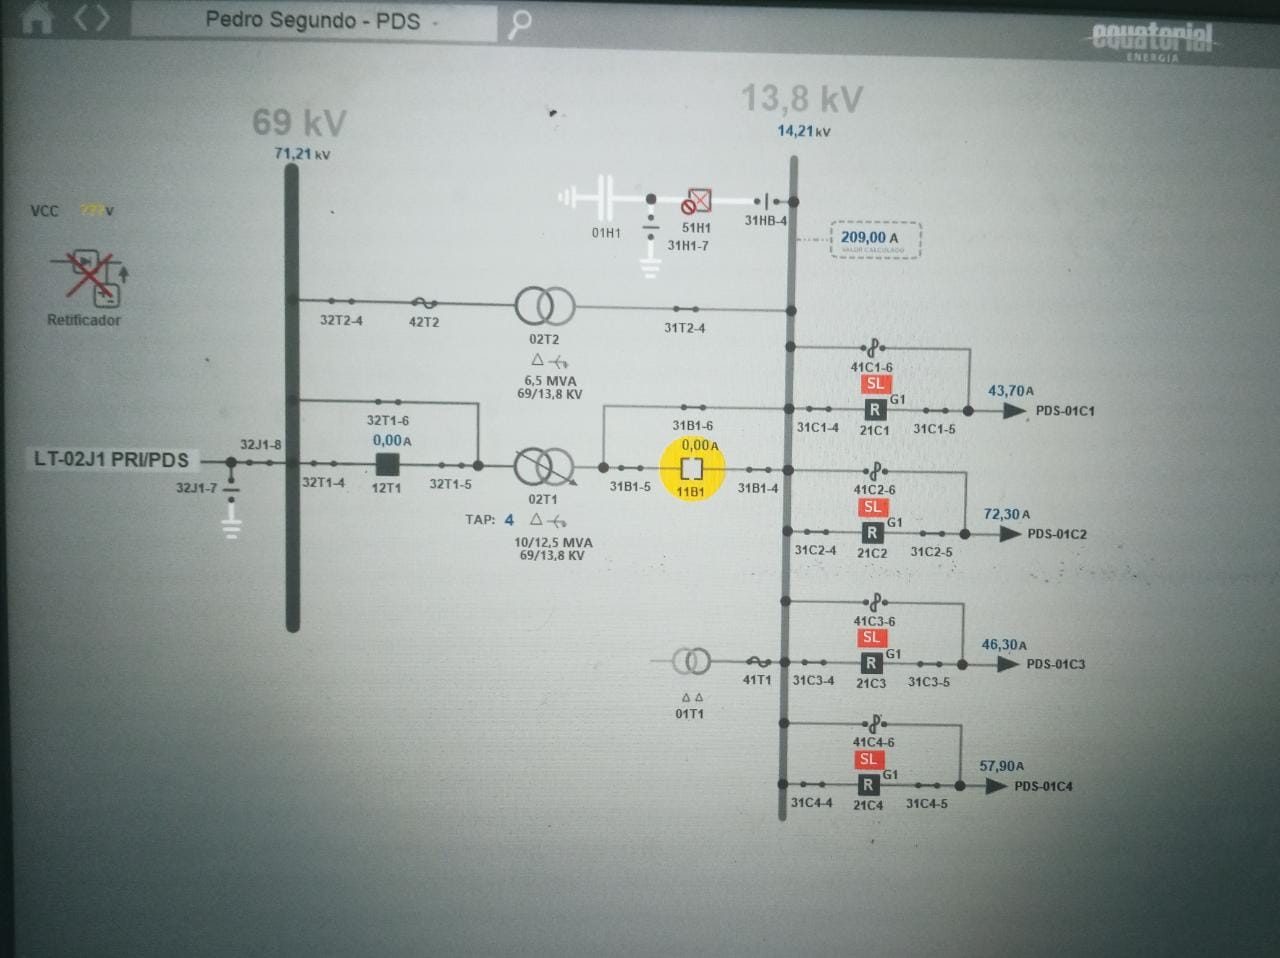 Pedro Segundo - PDS
equatorial
ENERGIA
69 kV
71,21 kV
13,8 kV
14,21 kV
VCC ???V
Retificador
01H1
51H1
31H1-7
31HB-4
209,00 A
VALOR CALCULADO
32T2-4
42T2
02T2
6,5 MVA
69/13,8 KV
31T2-4
41C1-6
SL
R
G1
31C1-4
21C1
31C1-5
43,70 A
PDS-01C1
32T1-6
0,00 A
31B1-6
0,00 A
LT-02J1 PRI/PDS
32J1-8
32J1-7
32T1-4
12T1
32T1-5
02T1
TAP: 4
10/12,5 MVA
69/13,8 KV
31B1-5
11B1
31B1-4
41C2-6
SL
R
G1
31C2-4
21C2
31C2-5
72,30 A
PDS-01C2
41C3-6
SL
R
G1
41T1
01T1
31C3-4
21C3
31C3-5
46,30 A
PDS-01C3
41C4-6
SL
R
G1
31C4-4
21C4
31C4-5
57,90 A
PDS-01C4